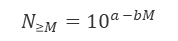 N≥M = 10^{a−bM}